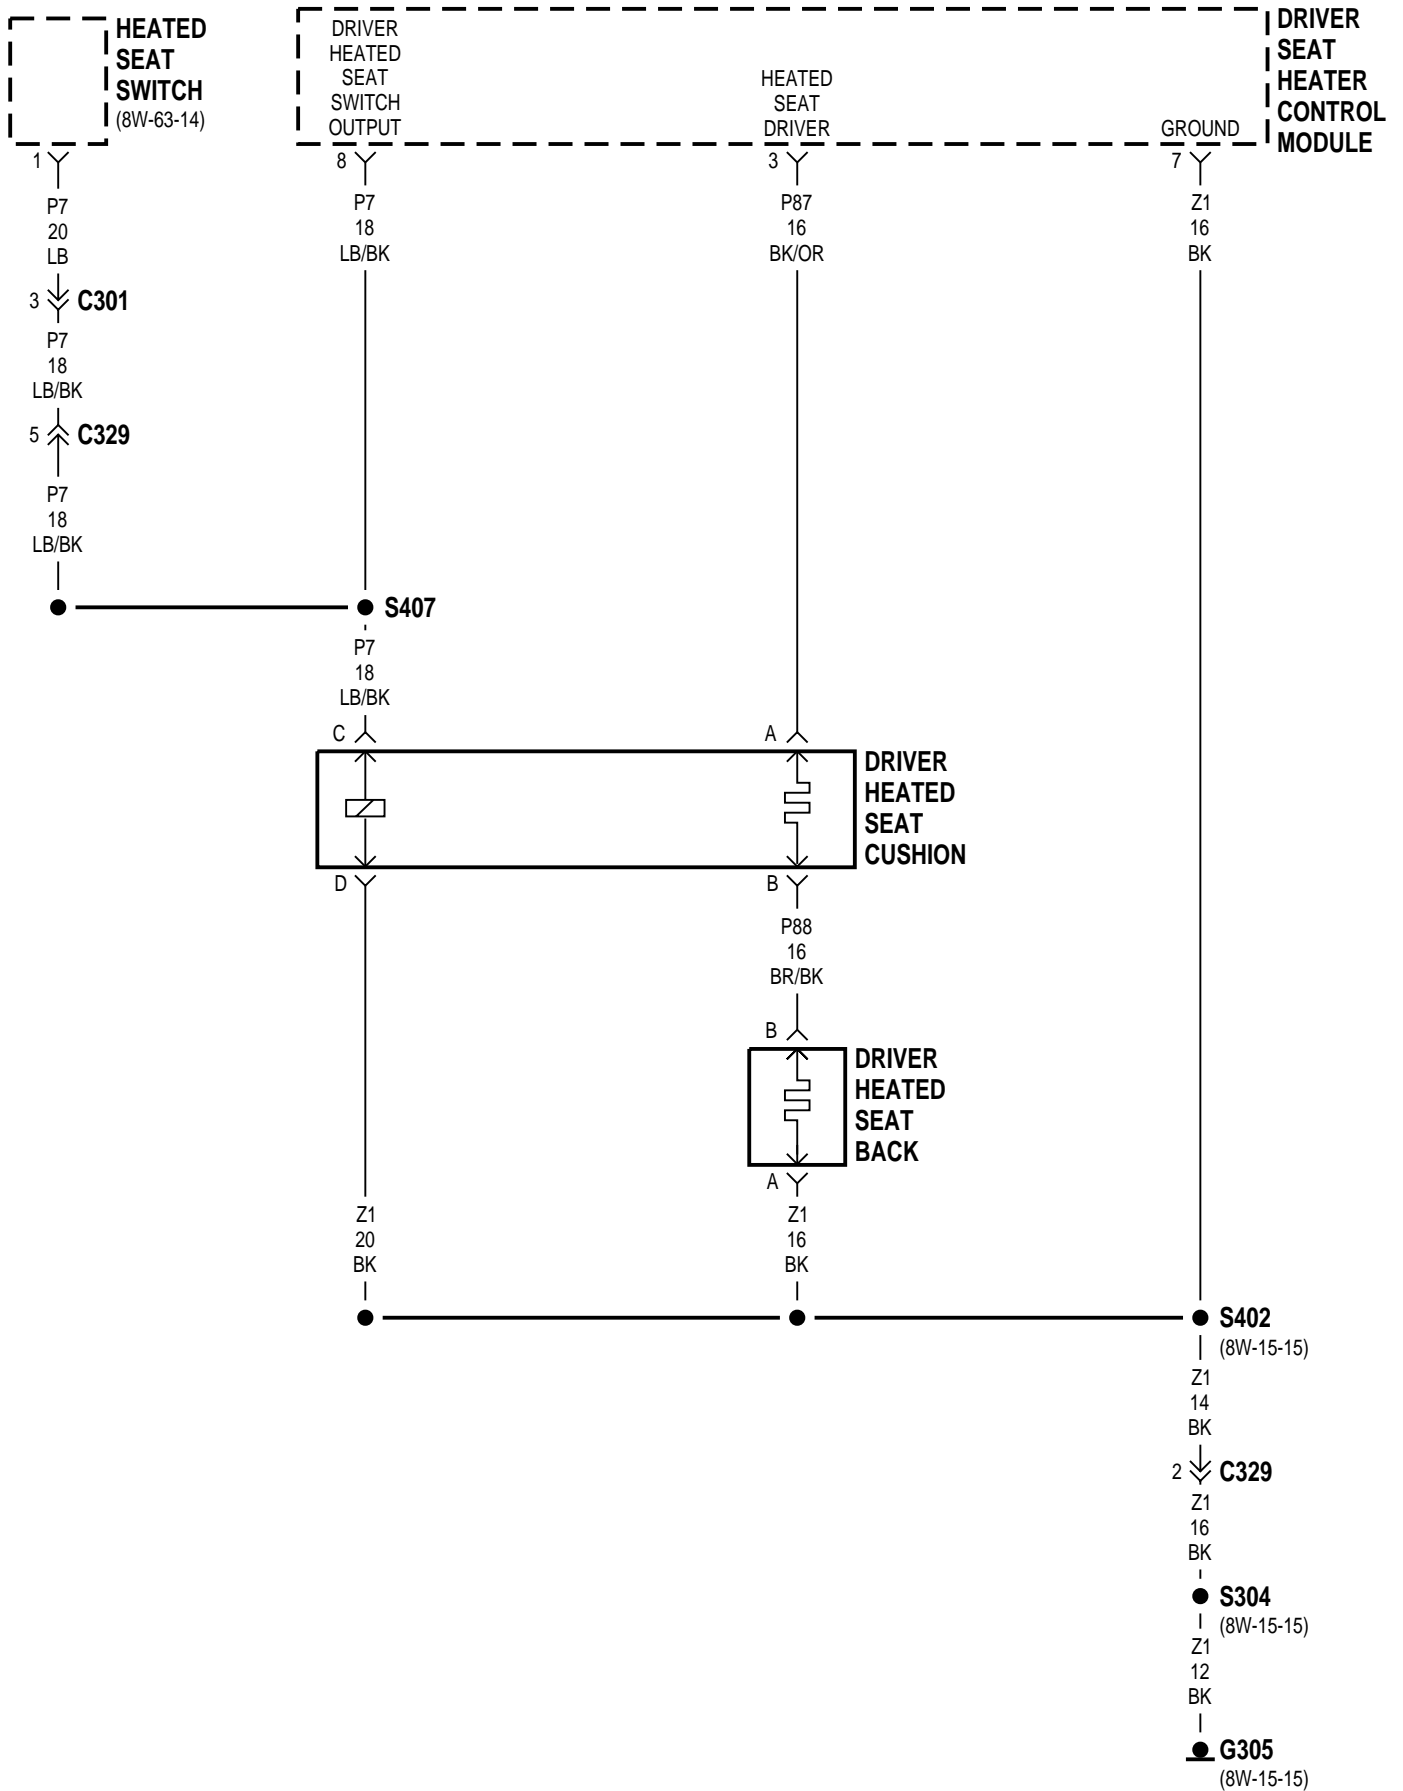 HEATED
SEAT
SWITCH
(8W-63-14)
DRIVER
HEATED
SEAT
SWITCH
OUTPUT
HEATED
SEAT
DRIVER
GROUND
DRIVER
SEAT
HEATER
CONTROL
MODULE
1
8
3
7
P7
20
LB
P7
18
LB/BK
P87
16
BK/OR
Z1
16
BK
3 C301
P7
18
LB/BK
5 C329
P7
18
LB/BK
S407
P7
18
LB/BK
C
A
DRIVER
HEATED
SEAT
CUSHION
D
B
P88
16
BR/BK
B
DRIVER
HEATED
SEAT
BACK
A
Z1
20
BK
Z1
16
BK
S402
(8W-15-15)
Z1
14
BK
2 C329
Z1
16
BK
S304
(8W-15-15)
Z1
12
BK
G305
(8W-15-15)